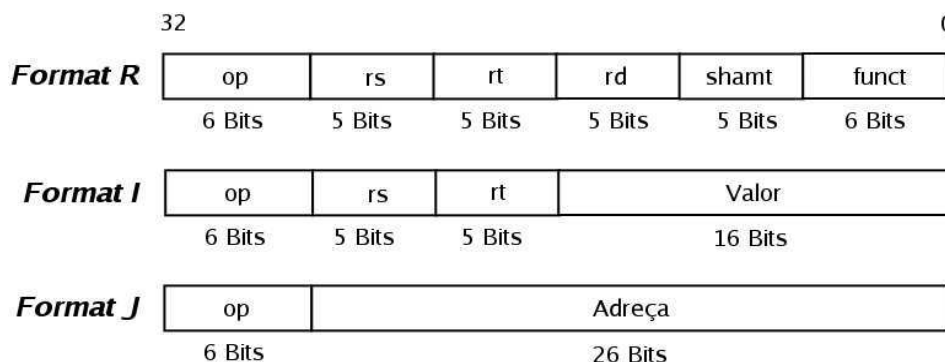 32 0
Format R op rs rt rd shamt funct
6 Bits 5 Bits 5 Bits 5 Bits 5 Bits 6 Bits
Format I op rs rt Valor
6 Bits 5 Bits 5 Bits 16 Bits
Format J op Adreça
6 Bits 26 Bits